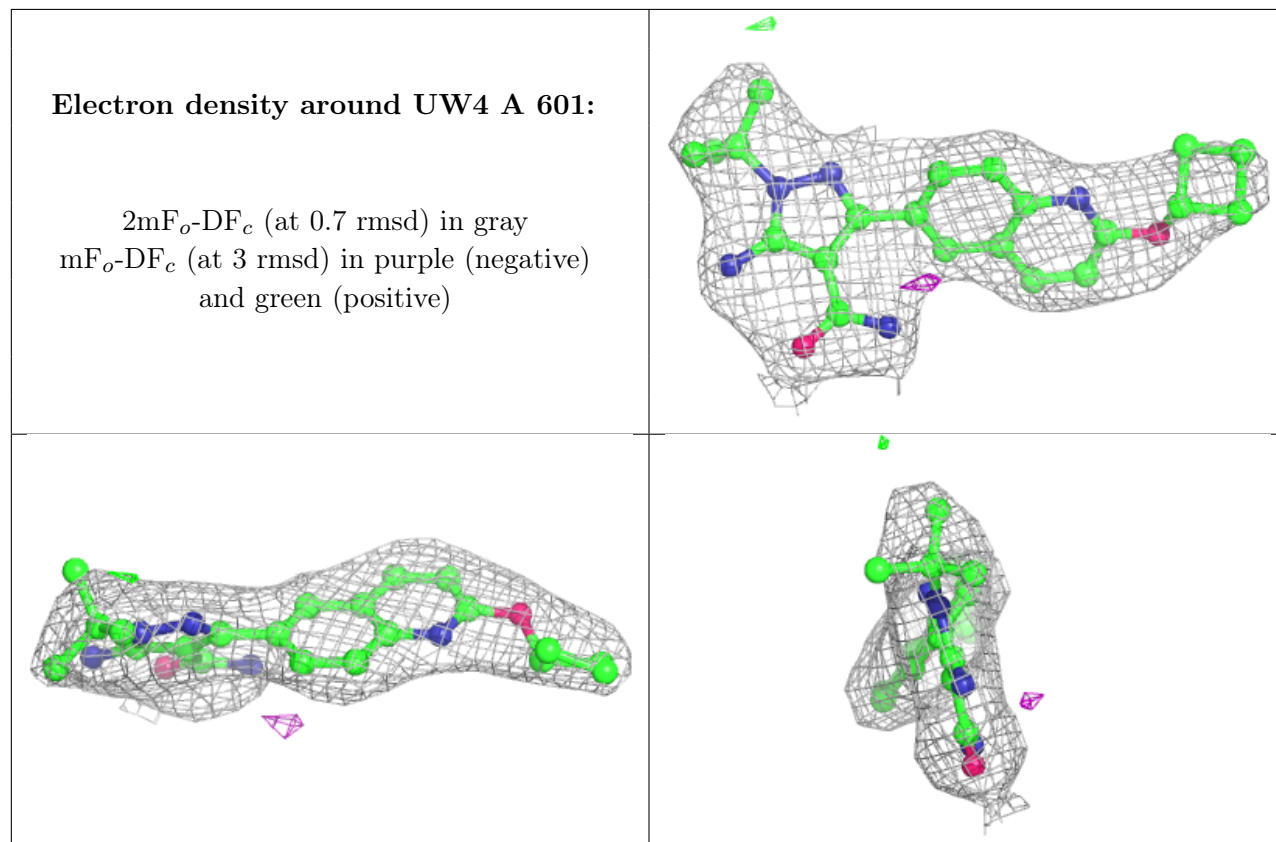 Electron density around UW4 A 601:
2mFo-DFc (at 0.7 rmsd) in gray
mFo-DFc (at 3 rmsd) in purple (negative)
and green (positive)